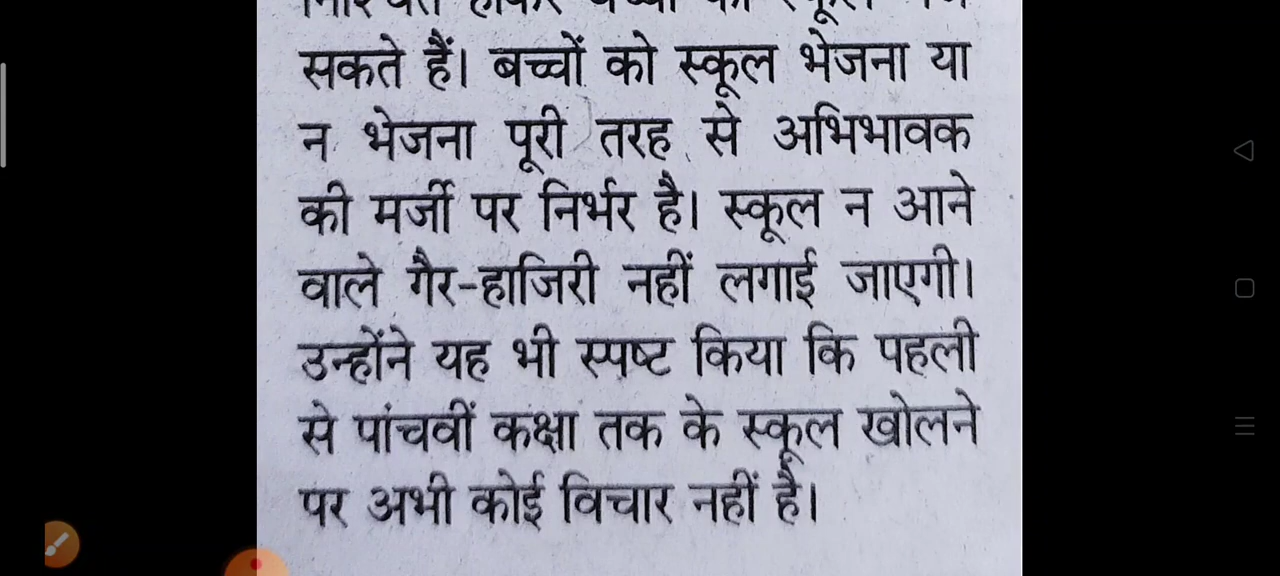 सकते हैं। बच्चों को स्कूल भेजना या
न भेजना पूरी तरह से अभिभावक
की मर्जी पर निर्भर है। स्कूल न आने
वाले गैर-हाजिरी नहीं लगाई जाएगी।
उन्होंने यह भी स्पष्ट किया कि पहली
से पांचवीं कक्षा तक के स्कूल खोलने
पर अभी कोई विचार नहीं है।